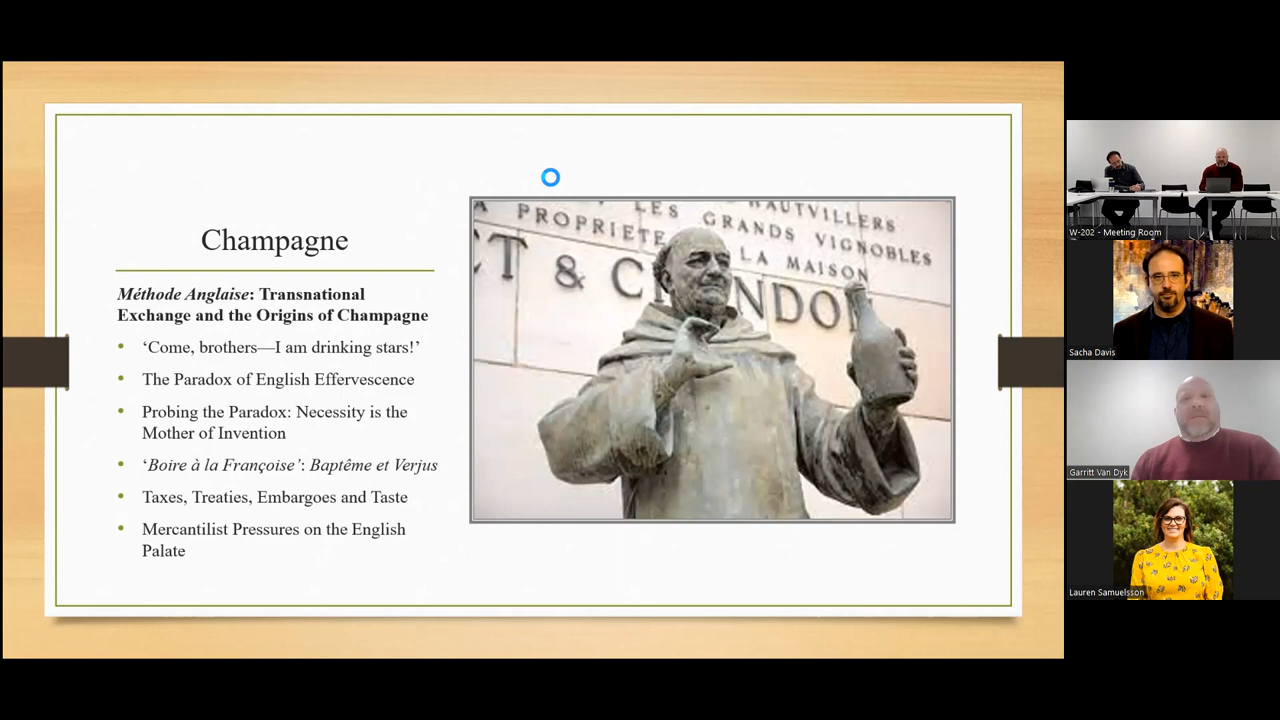 Champagne
Méthode Anglaise: Transnational
Exchange and the Origins of Champagne
• ‘Come, brothers—I am drinking stars!’
• The Paradox of English Effervescence
• Probing the Paradox: Necessity is the
Mother of Invention
• ‘Boire à la Françoise’: Baptême et Verjus
• Taxes, Treaties, Embargoes and Taste
• Mercantilist Pressures on the English
Palate
HAUTVILLERS
LES GRANDS VIGNOBLES
PROPRIETE LA MAISON
& C NDON
W-202 - Meeting Room
Sacha Davis
Garritt Van Dyk
Lauren Samuelsson